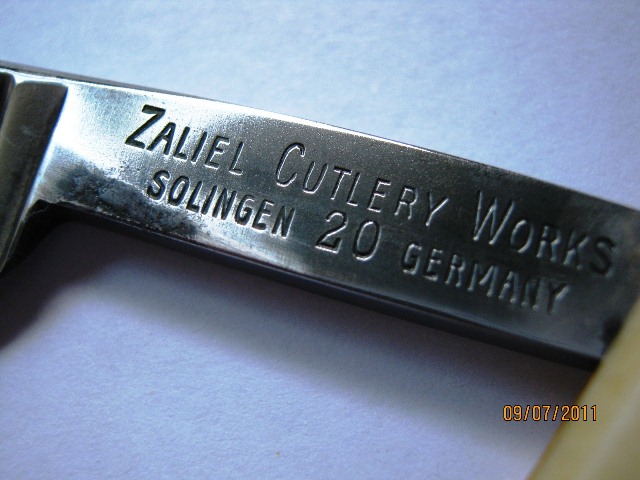 ZALIEL CUTLERY WORKS
SOLINGEN 20 GERMANY
09/07/2011